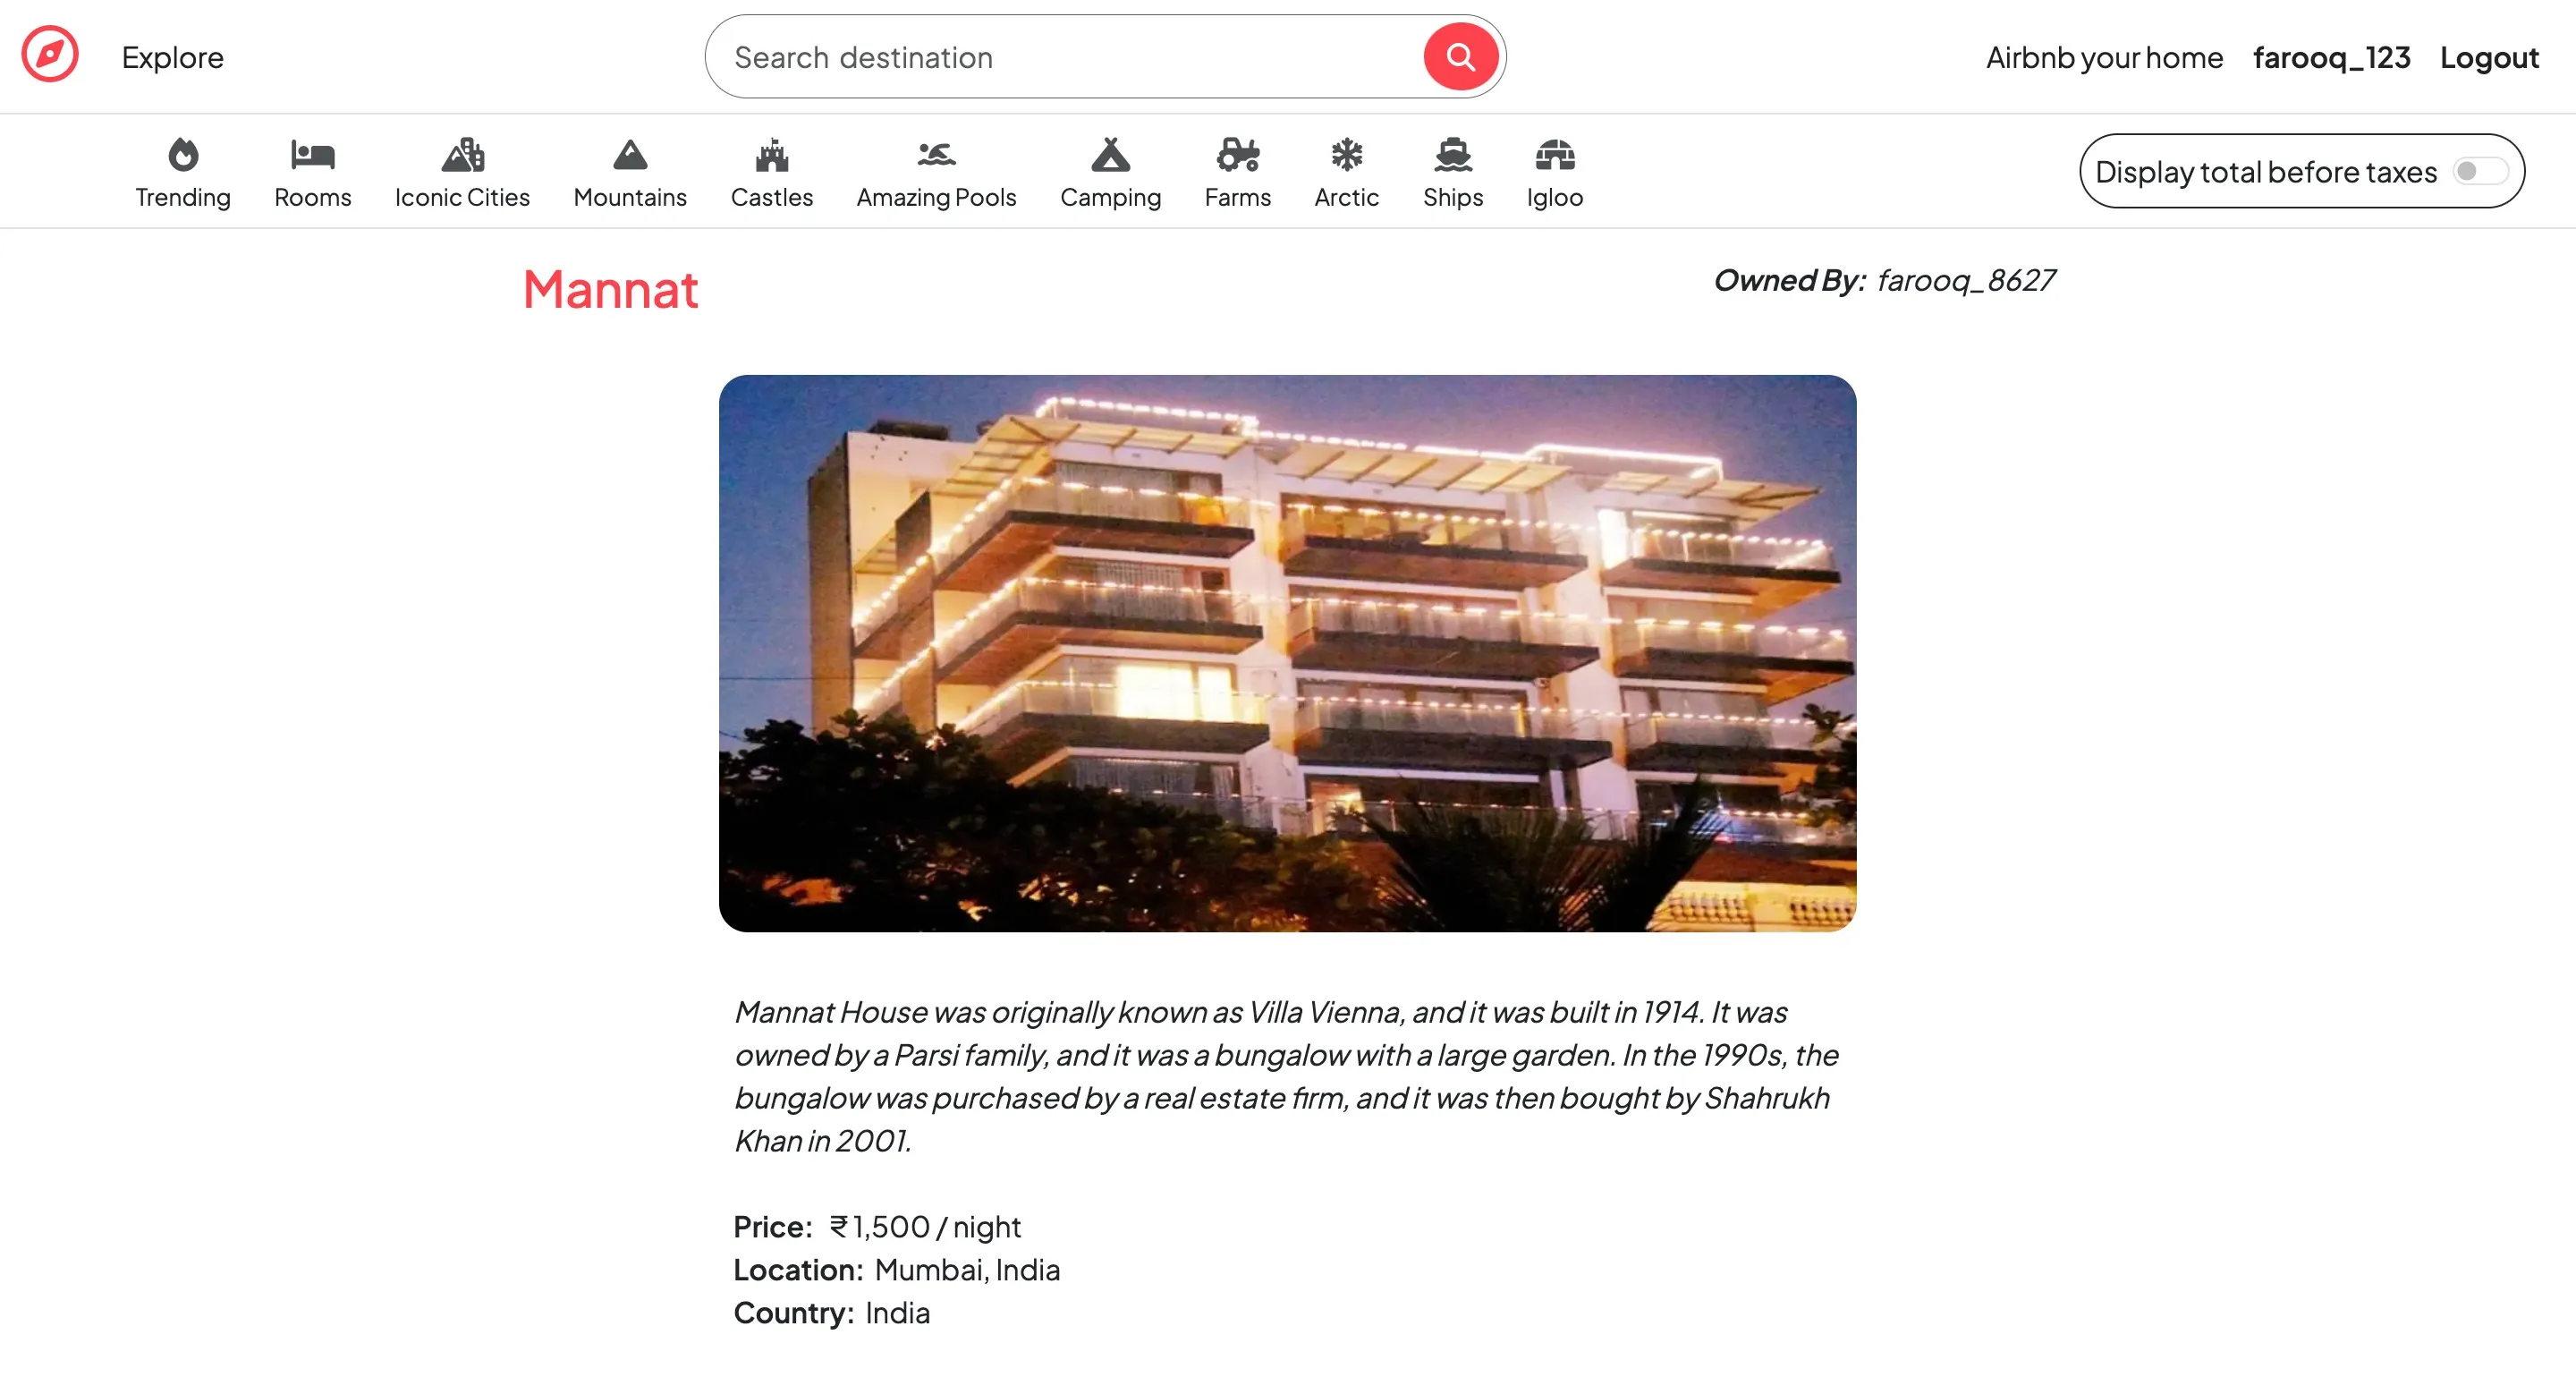 Explore
Search destination
Airbnb your home farooq_123 Logout
Trending Rooms Iconic Cities Mountains Castles Amazing Pools Camping Farms Arctic Ships Igloo
Display total before taxes
Mannat
Owned By: farooq_8627
Mannat House was originally known as Villa Vienna, and it was built in 1914. It was
owned by a Parsi family, and it was a bungalow with a large garden. In the 1990s, the
bungalow was purchased by a real estate firm, and it was then bought by Shahrukh
Khan in 2001.
Price: ₹ 1,500 / night
Location: Mumbai, India
Country: India